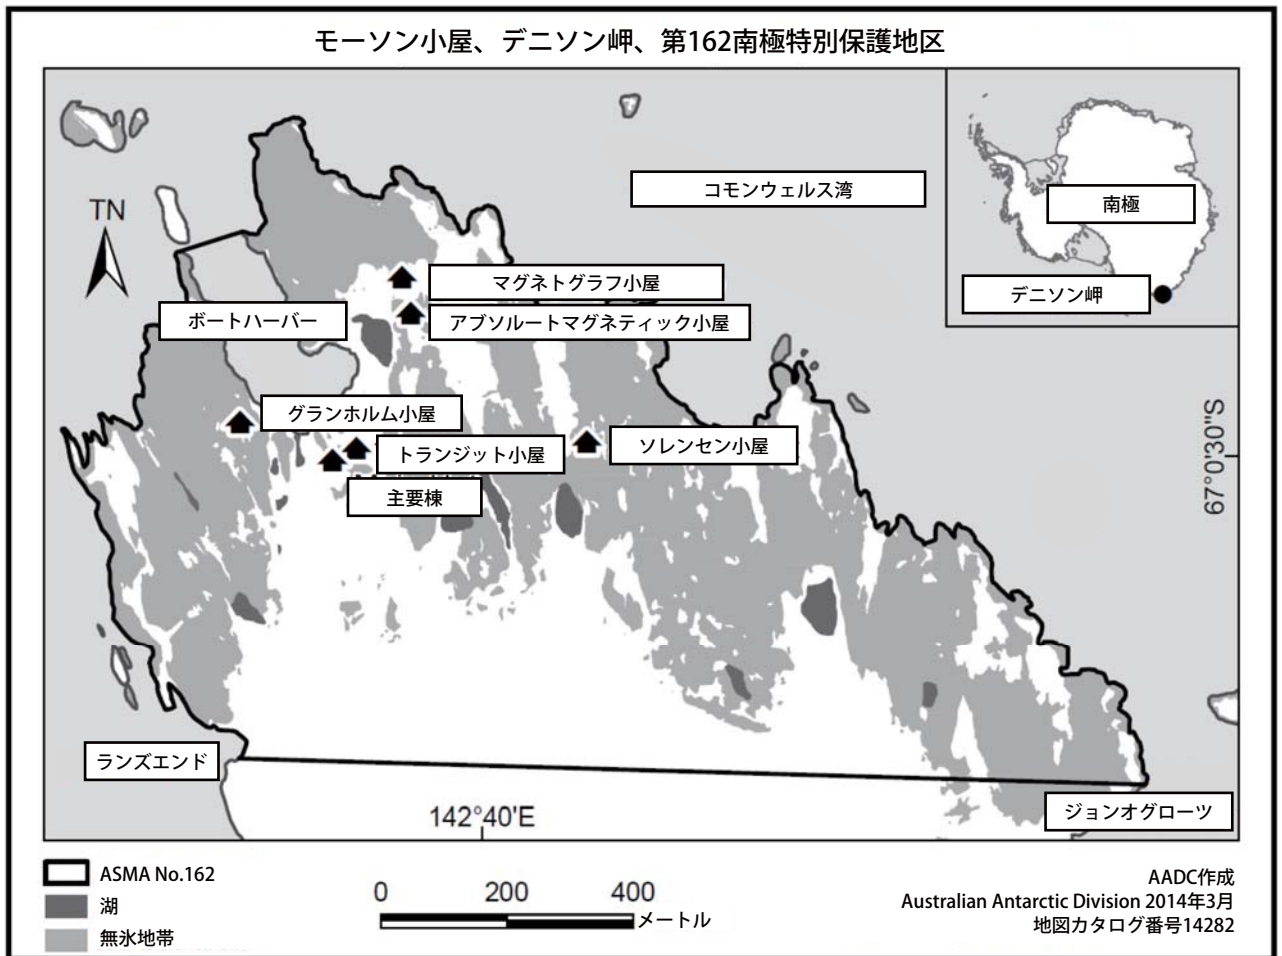 モーソン小屋、デニソン岬、第162南極特別保護地区
コモンウェルス湾
南極
デニソン岬
TN
マグネトグラフ小屋
ボートハーバー
アブソルートマグネティック小屋
グランホルム小屋
トランジット小屋
ソレンセン小屋
主要棟
67°0'30"S
ランズエンド
142°40'E
ジョンオグローツ
ASMA No.162
湖
無氷地帯
0 200 400
メートル
AADC作成
Australian Antarctic Division 2014年3月
地図カタログ番号14282